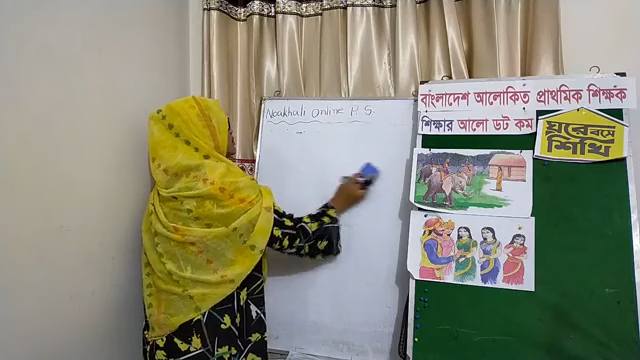 Noakhali Online P. S.
বাংলাদেশ আলোকিত প্রাথমিক শিক্ষক
শিক্ষার আলো ডট কম
ঘরে বসে
শিখি